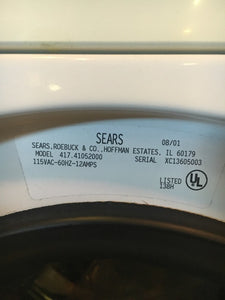 SEARS 08/01
SEARS, ROEBUCK & CO., HOFFMAN ESTATES, IL 60179
MODEL 417.41052000 SERIAL XC13605003
115VAC-60HZ-12AMPS
UL
LISTED
138H